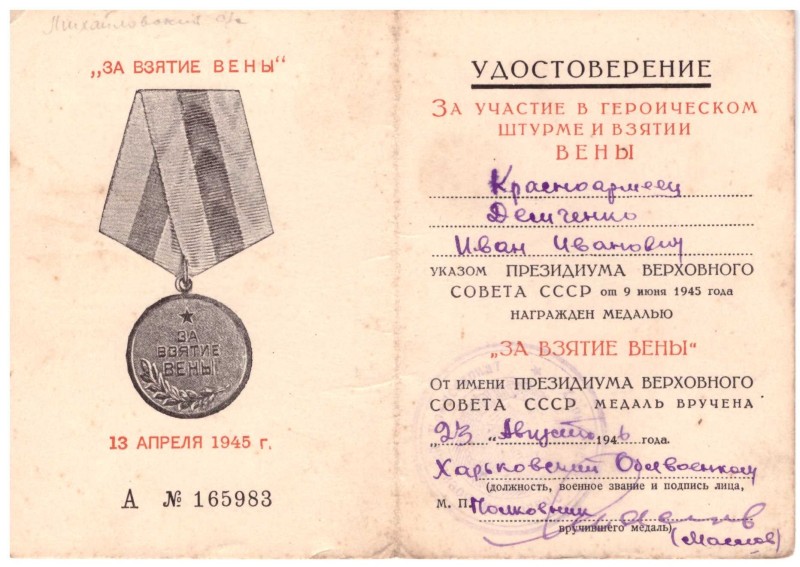 Михайловский
„ЗА ВЗЯТИЕ ВЕНЫ“
ЗА
ВЗЯТИЕ
ВЕНЫ
13 АПРЕЛЯ 1945 г.
А № 165983
УДОСТОВЕРЕНИЕ
ЗА УЧАСТИЕ В ГЕРОИЧЕСКОМ
ШТУРМЕ И ВЗЯТИИ
ВЕНЫ
Красноармеец
Демченко
Иван Иванович
УКАЗОМ ПРЕЗИДИУМА ВЕРХОВНОГО
СОВЕТА СССР от 9 июня 1945 года
НАГРАЖДЕН МЕДАЛЬЮ
„ЗА ВЗЯТИЕ ВЕНЫ“
ОТ ИМЕНИ ПРЕЗИДИУМА ВЕРХОВНОГО
СОВЕТА СССР МЕДАЛЬ ВРУЧЕНА
„23“ Августа 1946 года.
Харьковский Облвоенком
(должность, военное звание и подпись лица,
М. П. Полковник
вручившего медаль)
(Маслов)